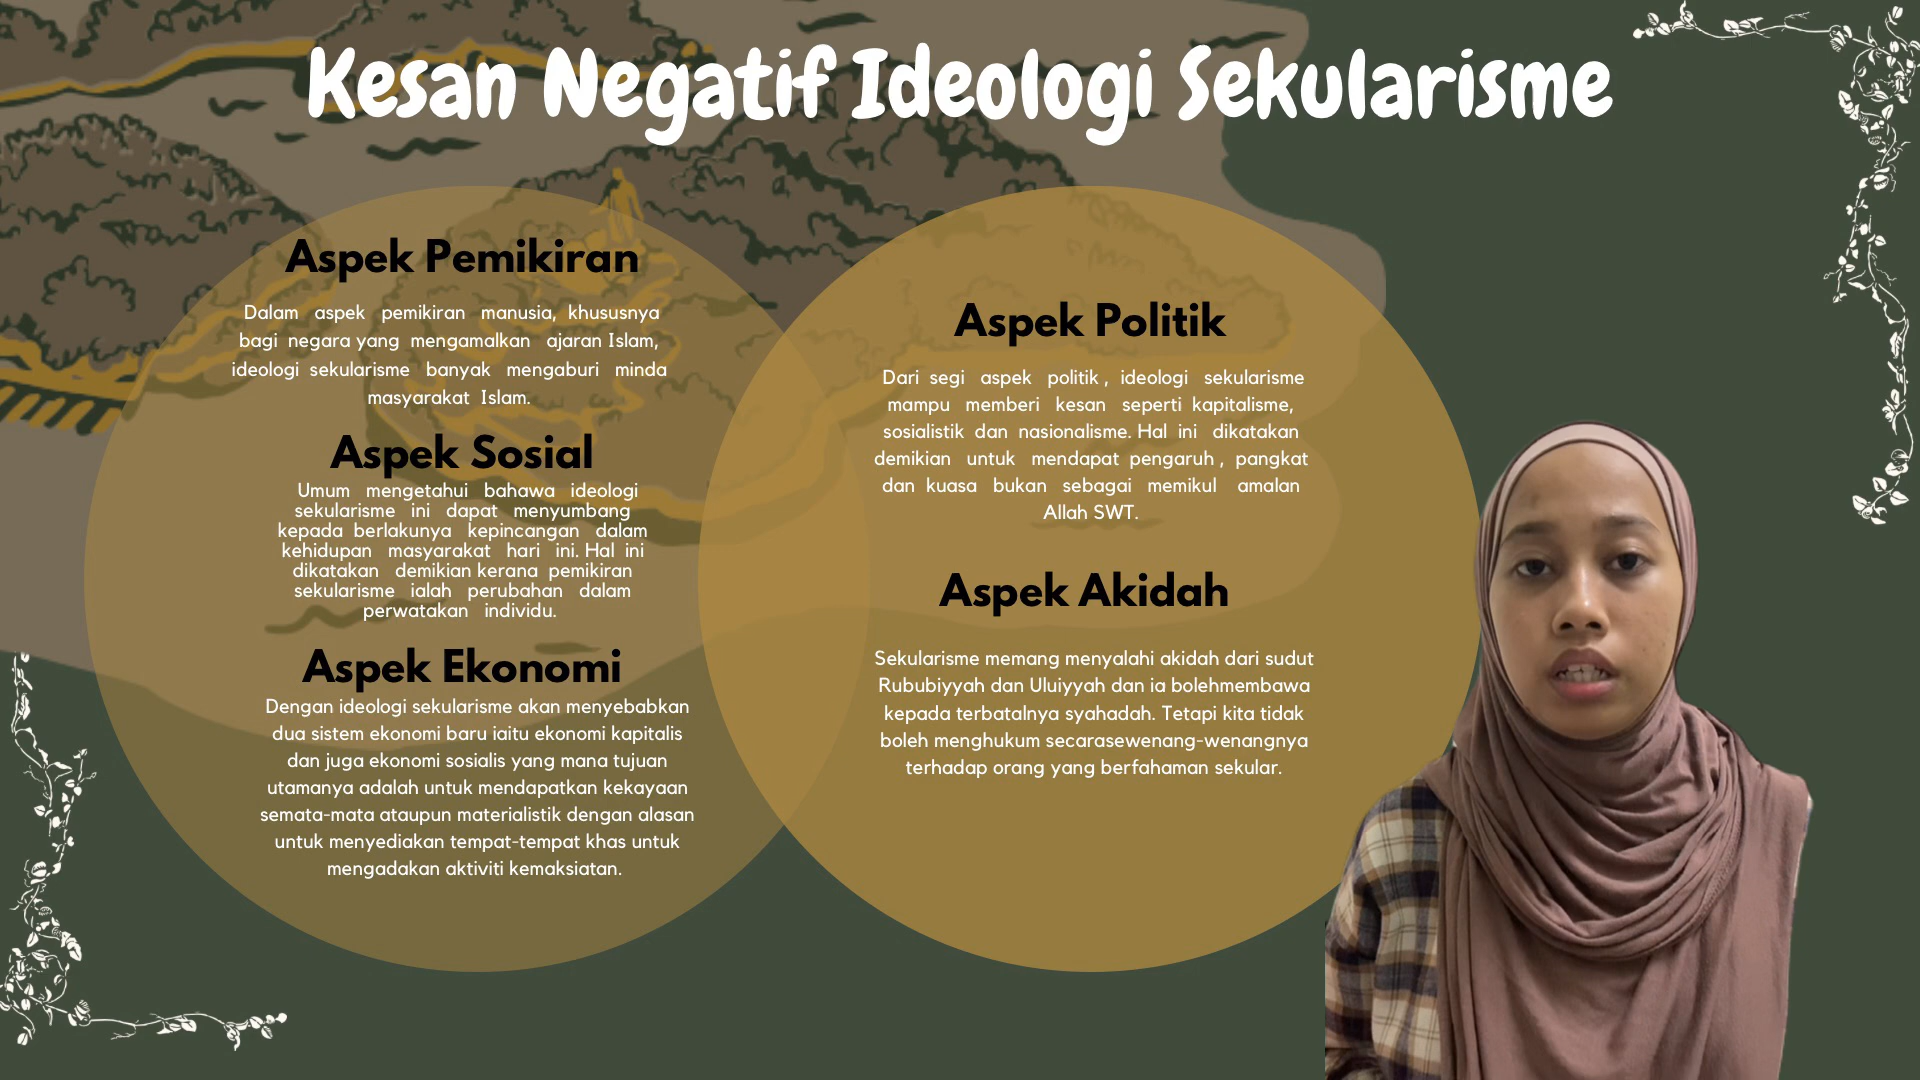 Kesan Negatif Ideologi Sekularisme
Aspek Pemikiran
Dalam aspek pemikiran manusia, khususnya
bagi negara yang mengamalkan ajaran Islam,
ideologi sekularisme banyak mengaburi minda
masyarakat Islam.
Aspek Sosial
Umum mengetahui bahawa ideologi
sekularisme ini dapat menyumbang
kepada berlakunya kepincangan dalam
kehidupan masyarakat hari ini. Hal ini
dikatakan demikian kerana pemikiran
sekularisme ialah perubahan dalam
perwatakan individu.
Aspek Ekonomi
Dengan ideologi sekularisme akan menyebabkan
dua sistem ekonomi baru iaitu ekonomi kapitalis
dan juga ekonomi sosialis yang mana tujuan
utamanya adalah untuk mendapatkan kekayaan
semata-mata ataupun materialistik dengan alasan
untuk menyediakan tempat-tempat khas untuk
mengadakan aktiviti kemaksiatan.
Aspek Politik
Dari segi aspek politik , ideologi sekularisme
mampu memberi kesan seperti kapitalisme,
sosialistik dan nasionalisme. Hal ini dikatakan
demikian untuk mendapat pengaruh , pangkat
dan kuasa bukan sebagai memikul amalan
Allah SWT.
Aspek Akidah
Sekularisme memang menyalahi akidah dari sudut
Rububiyyah dan Uluiyyah dan ia bolehmembawa
kepada terbatalnya syahadah. Tetapi kita tidak
boleh menghukum secarasewenang-wenangnya
terhadap orang yang berfahaman sekular.